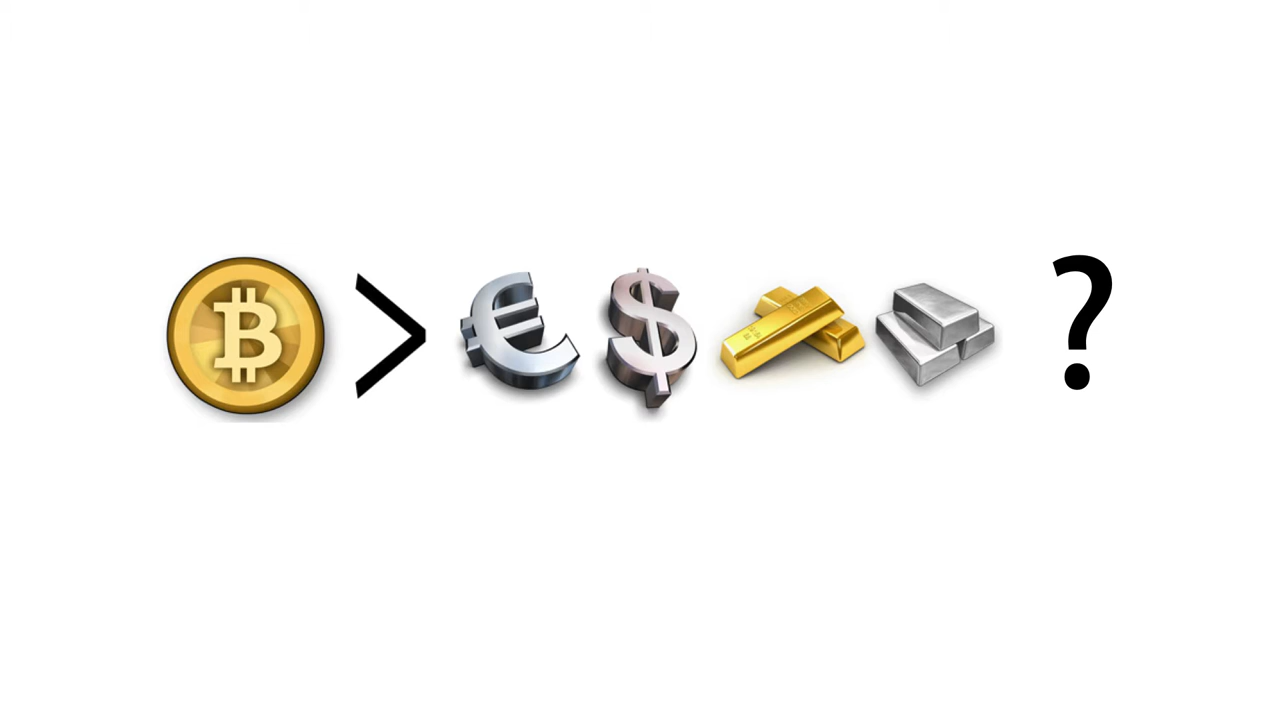 ₿ > € $ ?